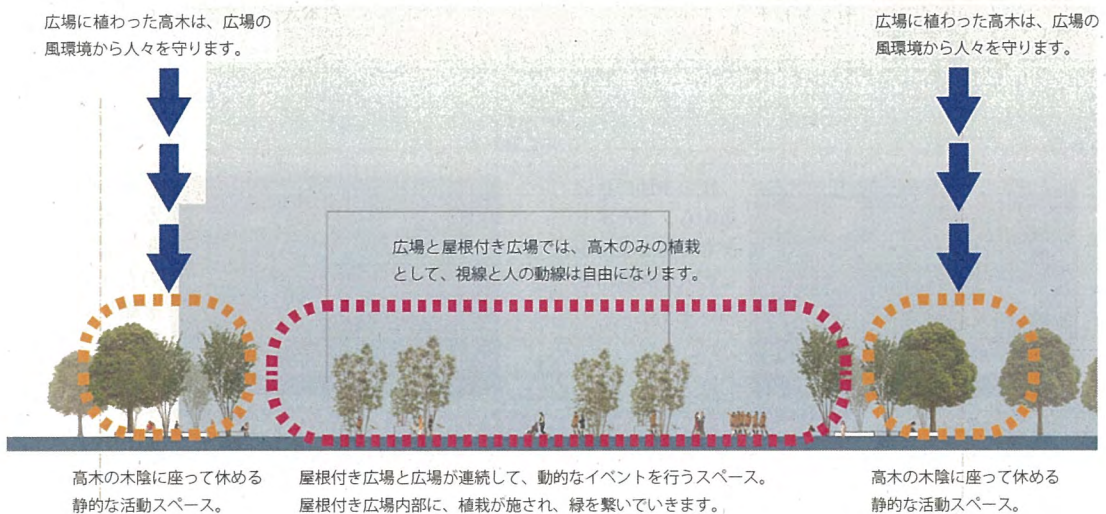 広場に植わった高木は、広場の
風環境から人々を守ります。
広場に植わった高木は、広場の
風環境から人々を守ります。
広場と屋根付き広場では、高木のみの植栽
として、視線と人の動線は自由になります。
高木の木陰に座って休める
静的な活動スペース。
屋根付き広場と広場が連続して、動的なイベントを行うスペース。
屋根付き広場内部に、植栽が施され、緑を繋いでいきます。
高木の木陰に座って休める
静的な活動スペース。